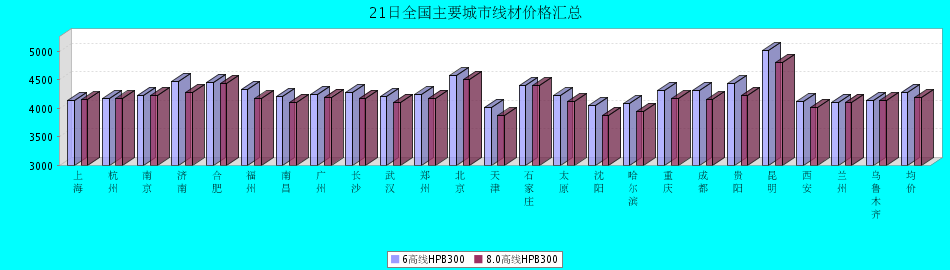 21日全国主要城市线材价格汇总
5000
4500
4000
3500
3000
上海
杭州
南京
济南
合肥
福州
南昌
广州
长沙
武汉
郑州
北京
天津
石家庄
太原
沈阳
哈尔滨
重庆
成都
贵阳
昆明
西安
兰州
乌鲁木齐
均价
6高线HPB300
8.0高线HPB300